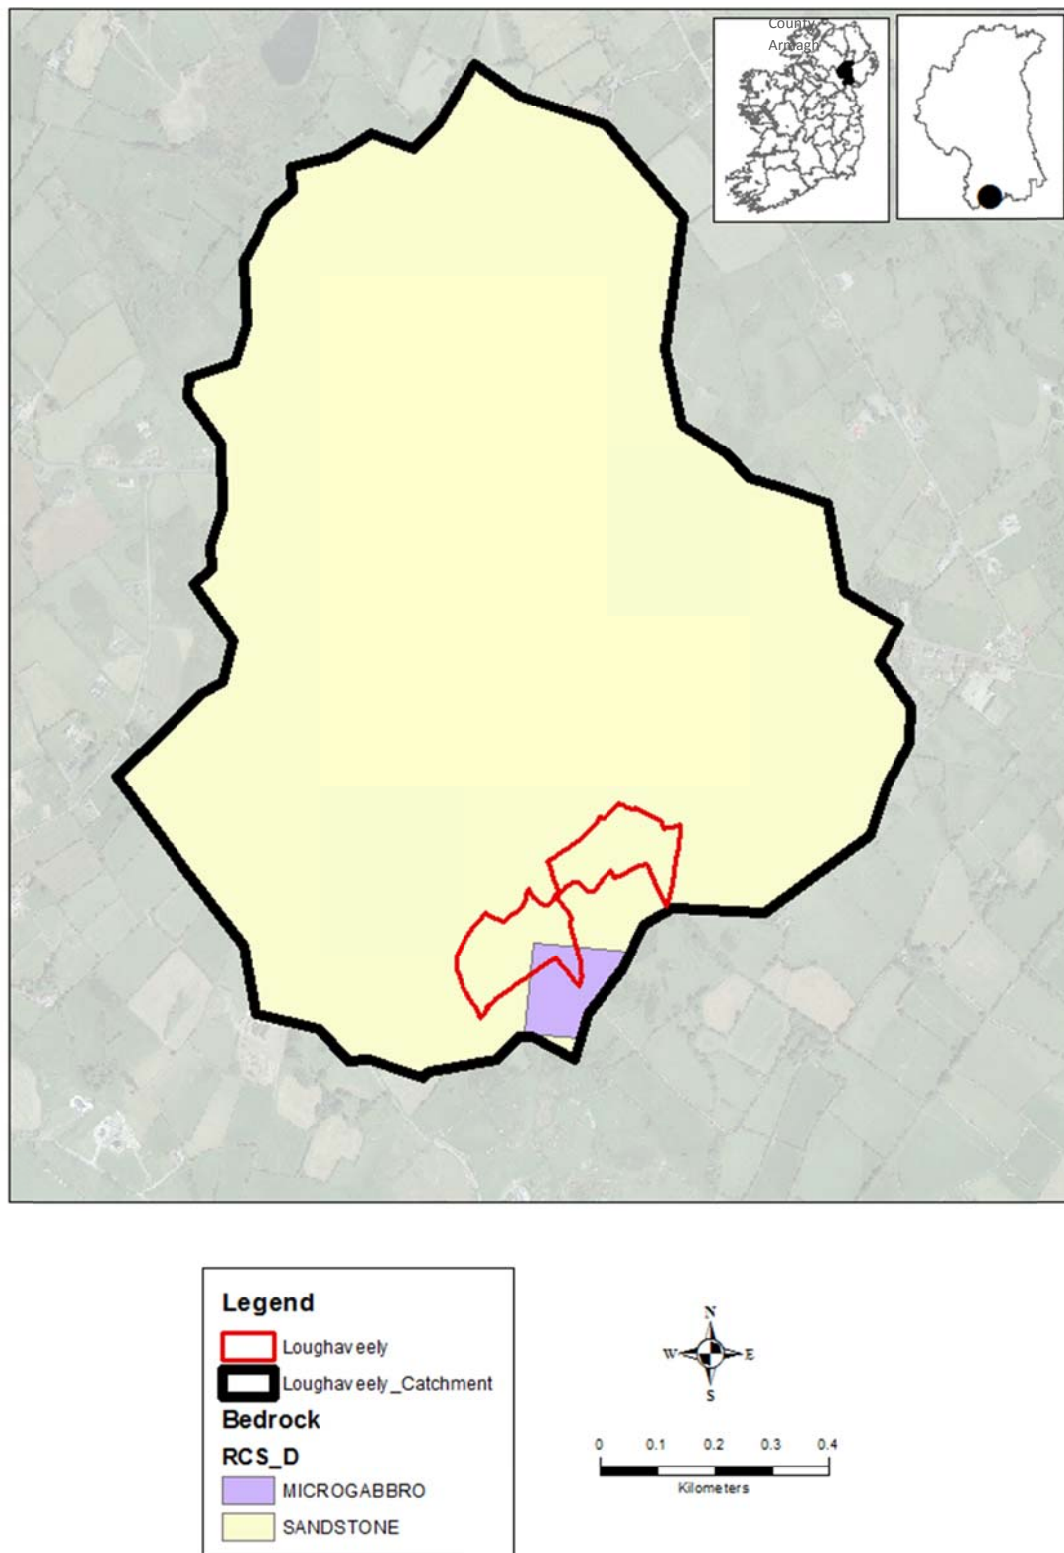 County
Armagh
Legend
Loughaveely
Loughaveely_Catchment
Bedrock
RCS_D
MICROGABBRO
SANDSTONE
N
W E
S
0 0.1 0.2 0.3 0.4
Kilometers